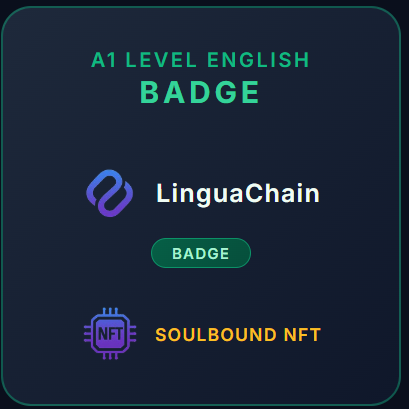 A1 LEVEL ENGLISH
BADGE
LinguaChain
BADGE
NFT
SOULBOUND NFT